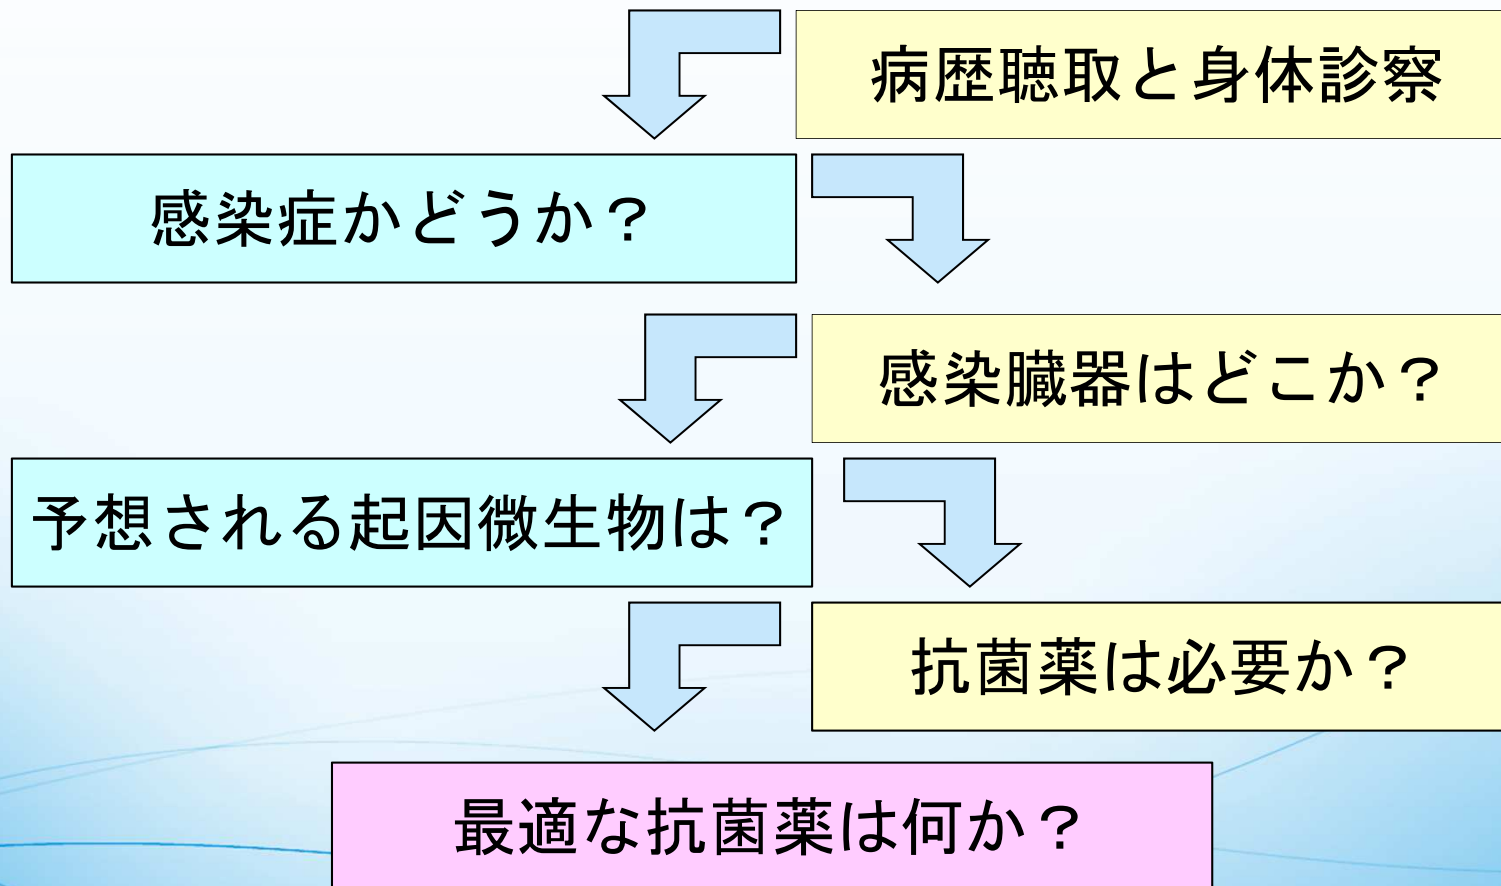 病歴聴取と身体診察
感染症かどうか？
感染臓器はどこか？
予想される起因微生物は？
抗菌薬は必要か？
最適な抗菌薬は何か？